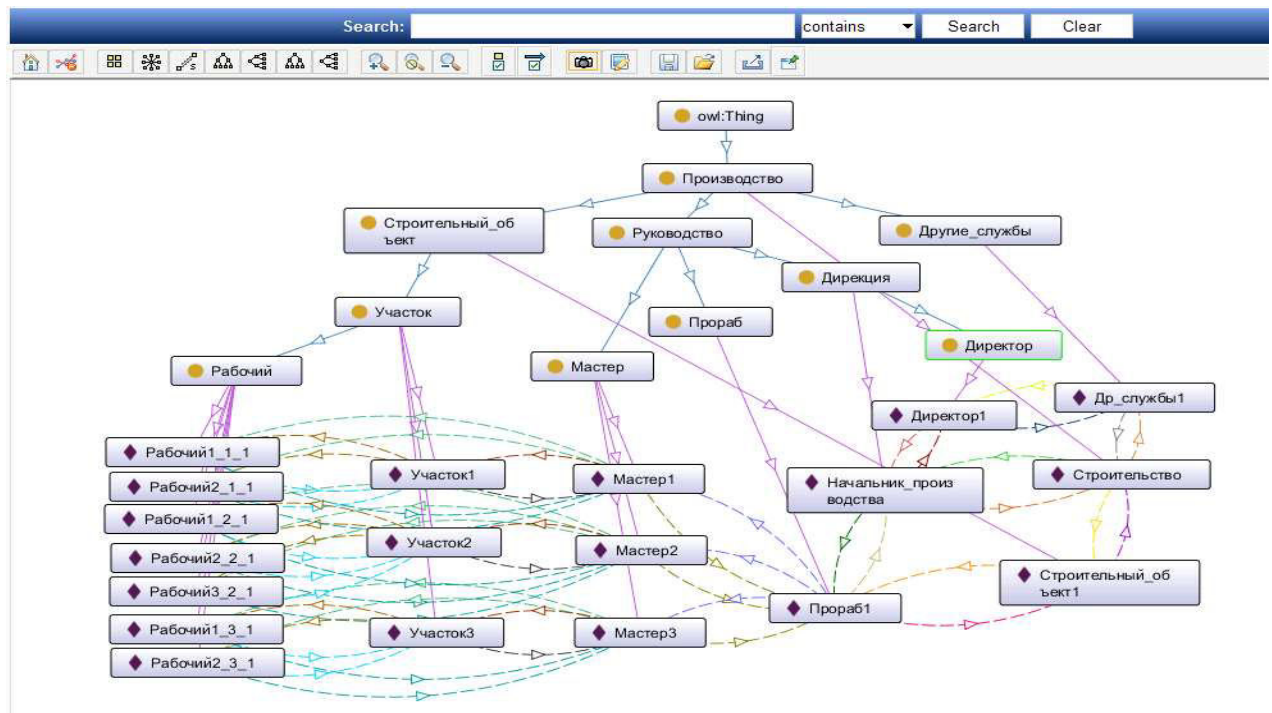 Search:
contains
Search
Clear
owl:Thing
Производство
Строительный_об
ъект
Руководство
Другие_службы
Дирекция
Участок
Прораб
Директор
Рабочий
Мастер
Др_службы1
Директор1
Рабочий1_1_1
Участок1
Мастер1
Начальник_произ
водства
Строительство
Рабочий2_1_1
Рабочий1_2_1
Участок2
Мастер2
Рабочий2_2_1
Строительный_об
ъект1
Рабочий3_2_1
Прораб1
Рабочий1_3_1
Участок3
Мастер3
Рабочий2_3_1